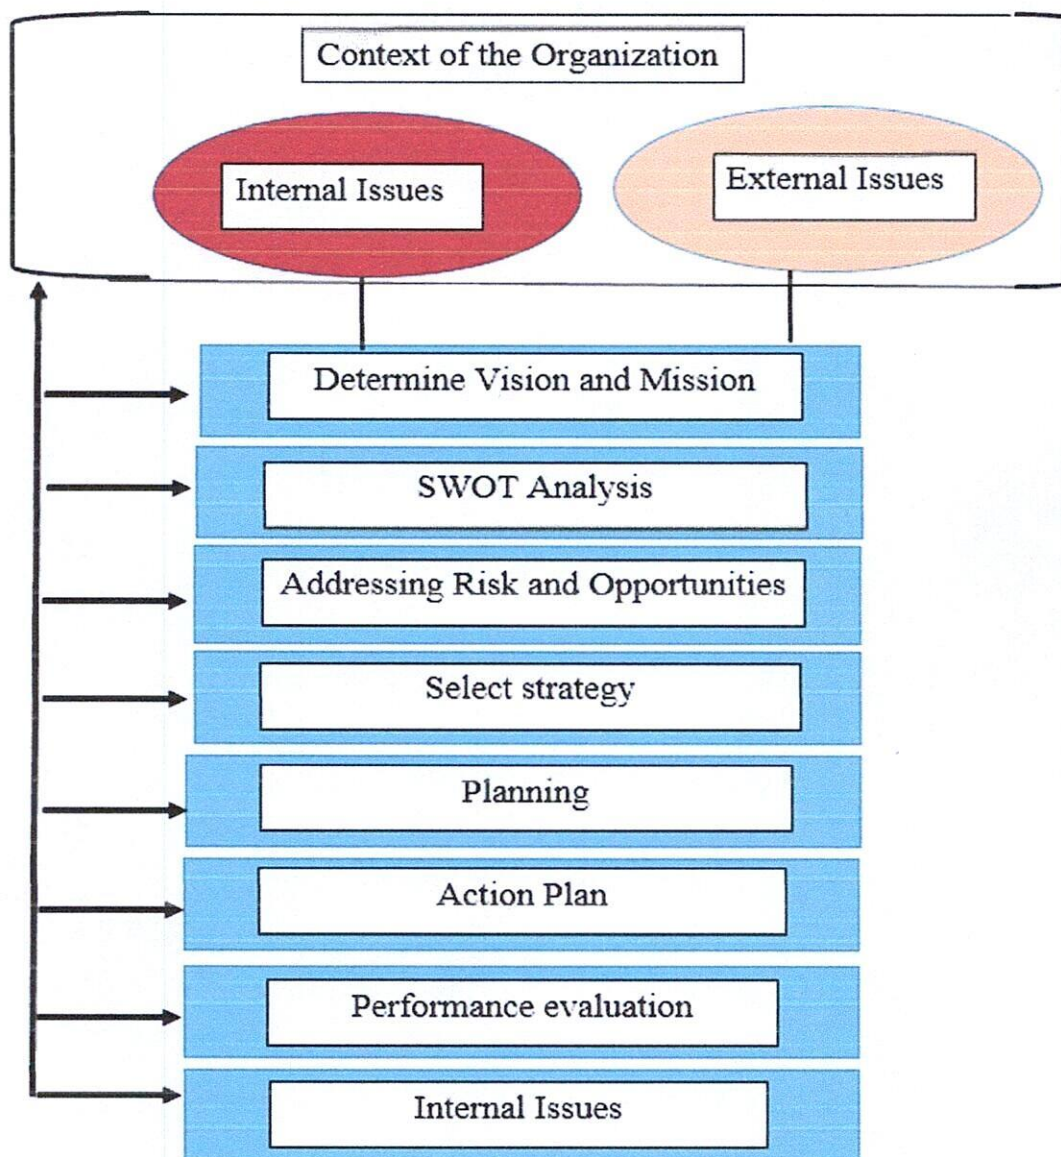 Context of the Organization
Internal Issues
External Issues
Determine Vision and Mission
SWOT Analysis
Addressing Risk and Opportunities
Select strategy
Planning
Action Plan
Performance evaluation
Internal Issues